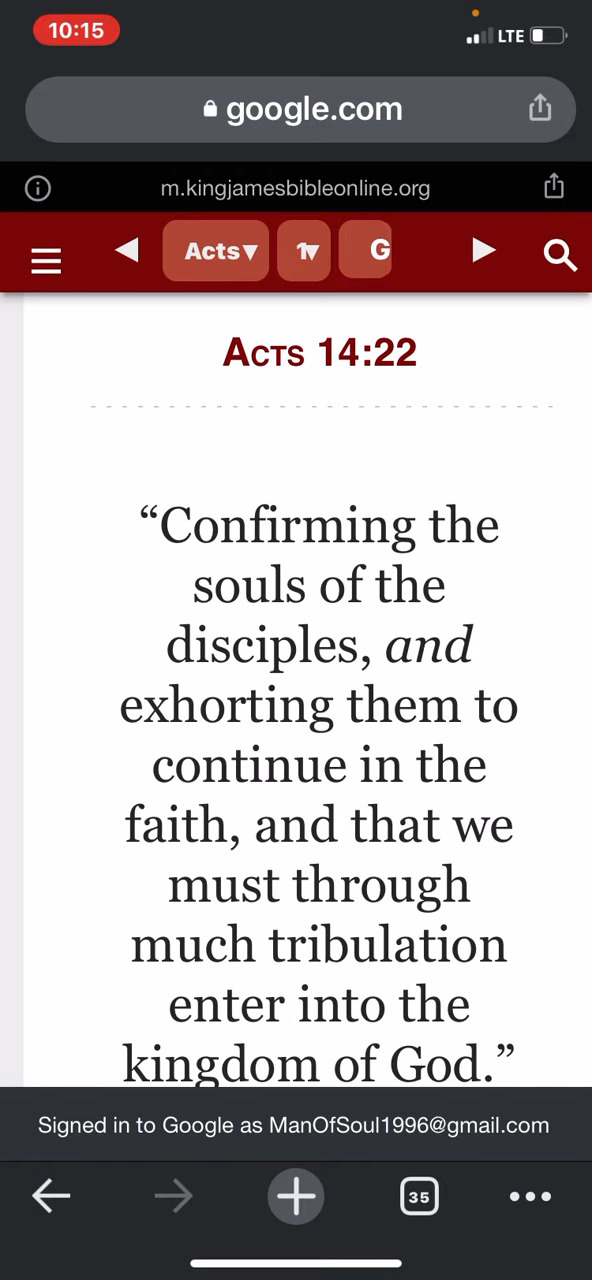 10:15
LTE
google.com
m.kingjamesbibleonline.org
Acts▼ 1▼ G
Acts 14:22
“Confirming the
souls of the
disciples, and
exhorting them to
continue in the
faith, and that we
must through
much tribulation
enter into the
kingdom of God.”
Signed in to Google as ManOfSoul1996@gmail.com
35